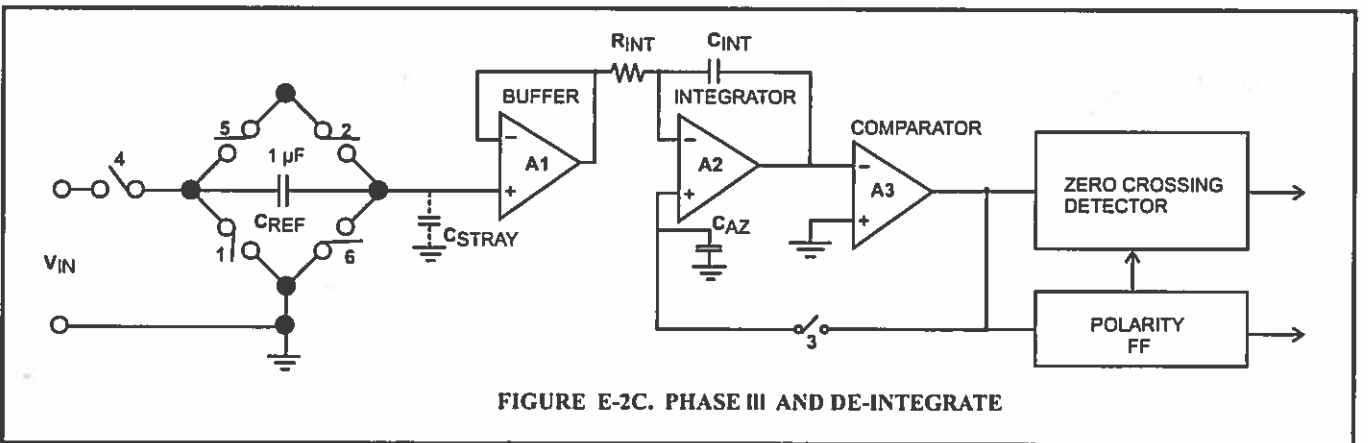 RINT
CINT
BUFFER
INTEGRATOR
COMPARATOR
5
2
1 µF
4
A1
A2
A3
ZERO CROSSING
DETECTOR
CREF
CSTRAY
CAZ
1
6
VIN
3
POLARITY
FF
FIGURE E-2C. PHASE III AND DE-INTEGRATE